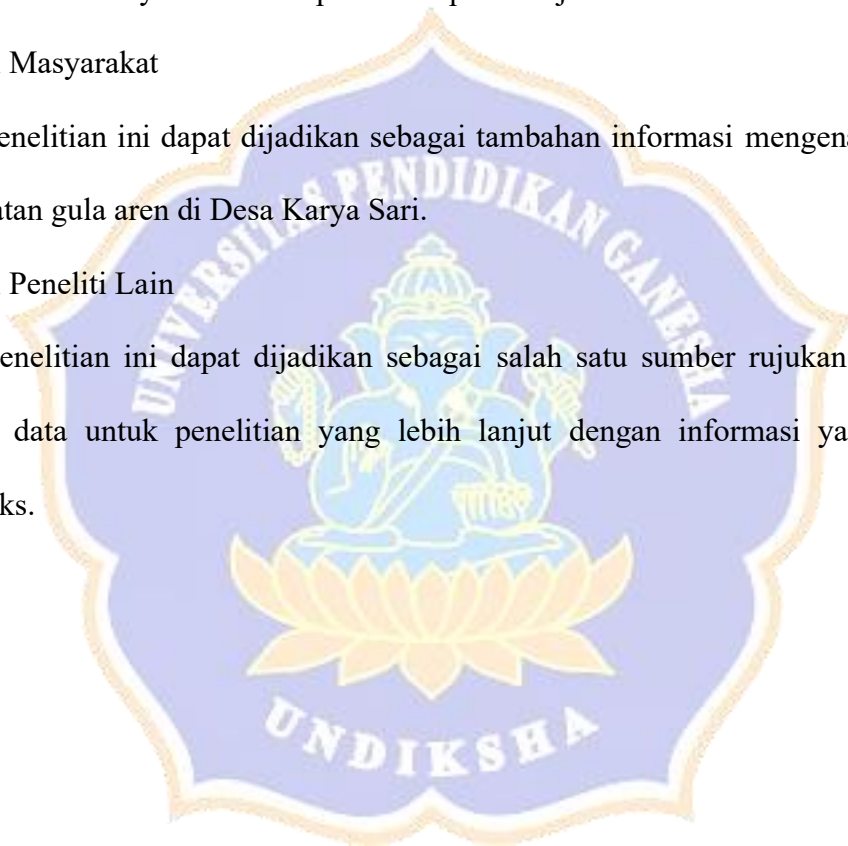 Masyarakat
enelitian ini dapat dijadikan sebagai tambahan informasi mengena
atan gula aren di Desa Karya Sari.
Peneliti Lain
enelitian ini dapat dijadikan sebagai salah satu sumber rujukan
data untuk penelitian yang lebih lanjut dengan informasi ya
ks.
UNIVERSITAS PENDIDIKAN GANESHA
UNDIKSHA